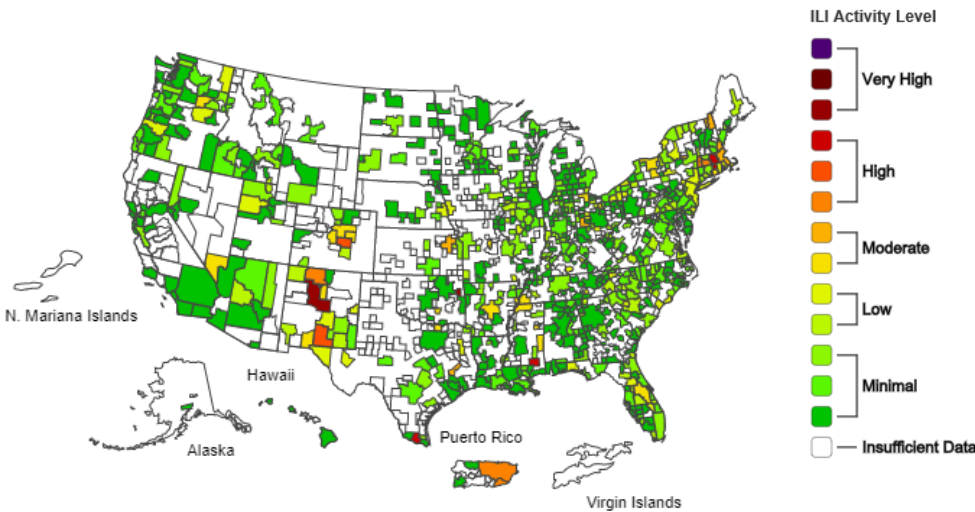 ILI Activity Level
Very High
High
Moderate
Low
Minimal
Insufficient Data
N. Mariana Islands
Hawaii
Alaska
Puerto Rico
Virgin Islands